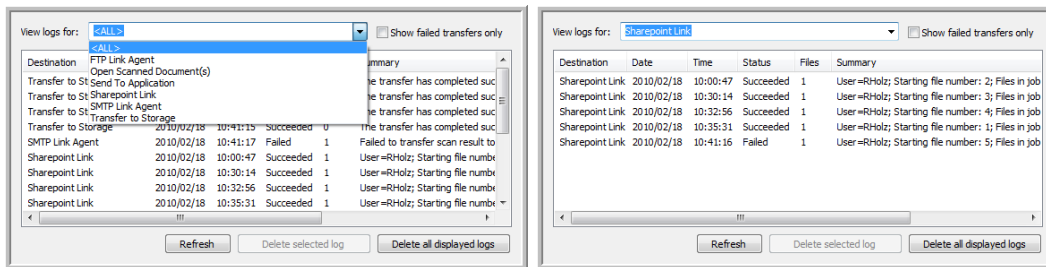 View logs for: <ALL> Show failed transfers only
<ALL>
FTP Link Agent
Open Scanned Document(s)
Send To Application
Sharepoint Link
SMTP Link Agent
Transfer to Storage
Destination
Transfer to St he transfer has completed suc
Transfer to St he transfer has completed suc
Transfer to St he transfer has completed suc
Transfer to Storage 2010/02/18 10:41:15 Succeeded 0 The transfer has completed suc
SMTP Link Agent 2010/02/18 10:41:17 Failed 1 Failed to transfer scan result to
Sharepoint Link 2010/02/18 10:00:47 Succeeded 1 User=RHolz; Starting file numbe
Sharepoint Link 2010/02/18 10:30:14 Succeeded 1 User=RHolz; Starting file numbe
Sharepoint Link 2010/02/18 10:32:56 Succeeded 1 User=RHolz; Starting file numbe
Sharepoint Link 2010/02/18 10:35:31 Succeeded 1 User=RHolz; Starting file numbe
Refresh Delete selected log Delete all displayed logs
View logs for: Sharepoint Link Show failed transfers only
Destination Date Time Status Files Summary
Sharepoint Link 2010/02/18 10:00:47 Succeeded 1 User=RHolz; Starting file number: 2; Files in job
Sharepoint Link 2010/02/18 10:30:14 Succeeded 1 User=RHolz; Starting file number: 3; Files in job
Sharepoint Link 2010/02/18 10:32:56 Succeeded 1 User=RHolz; Starting file number: 4; Files in job
Sharepoint Link 2010/02/18 10:35:31 Succeeded 1 User=RHolz; Starting file number: 1; Files in job
Sharepoint Link 2010/02/18 10:41:16 Failed 1 User=RHolz; Starting file number: 5; Files in job
Refresh Delete selected log Delete all displayed logs